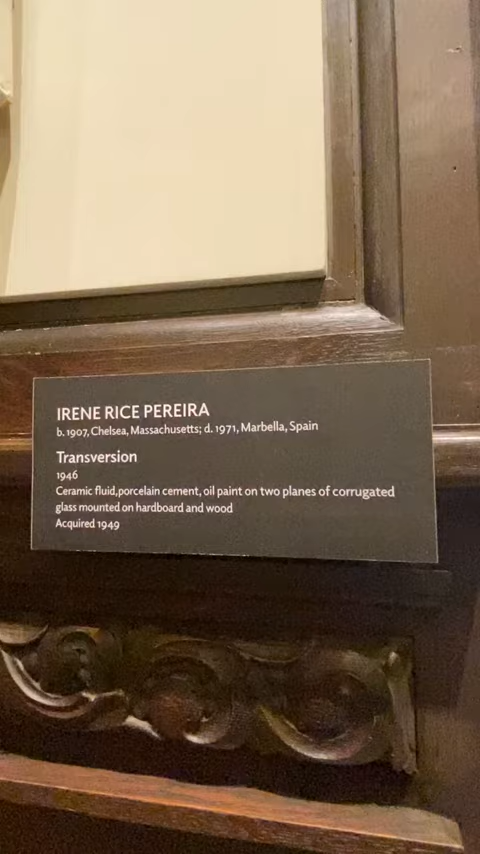 IRENE RICE PEREIRA
b. 1907, Chelsea, Massachusetts; d. 1971, Marbella, Spain
Transversion
1946
Ceramic fluid,porcelain cement, oil paint on two planes of corrugated
glass mounted on hardboard and wood
Acquired 1949